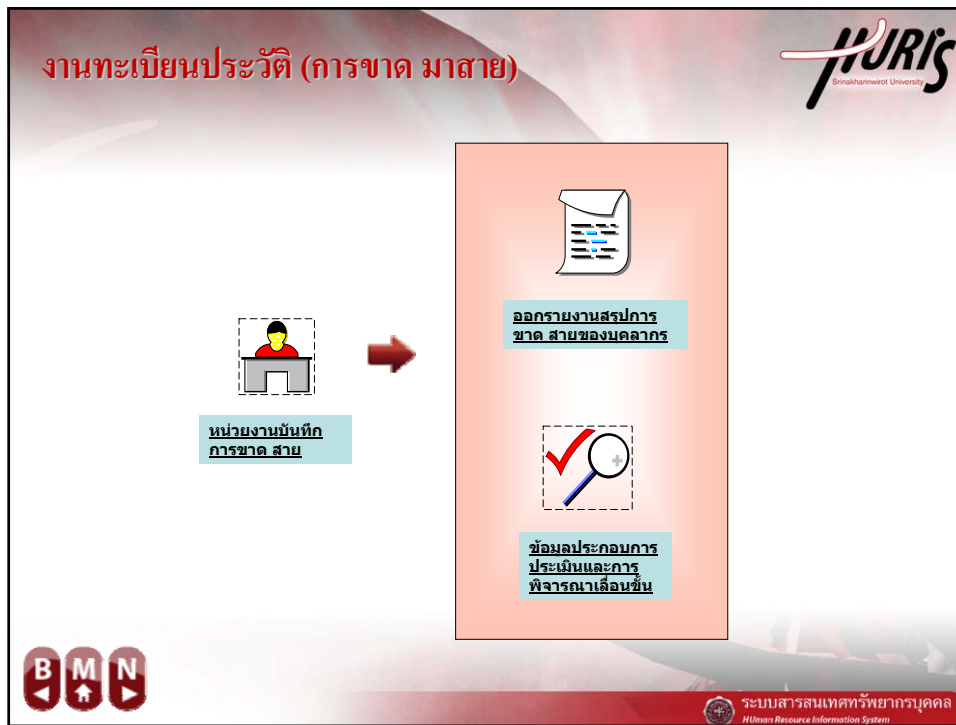 งานทะเบียนประวัติ (การขาด มาสาย)
HURIS
Srinakharinwirot University
ออกรายงานสรุปการ
ขาด สายของบุคลากร
หน่วยงานบันทึก
การขาด สาย
ข้อมูลประกอบการ
ประเมินและการ
พิจารณาเลื่อนขั้น
B M N
ระบบสารสนเทศทรัพยากรบุคคล
HUman Resource Information System